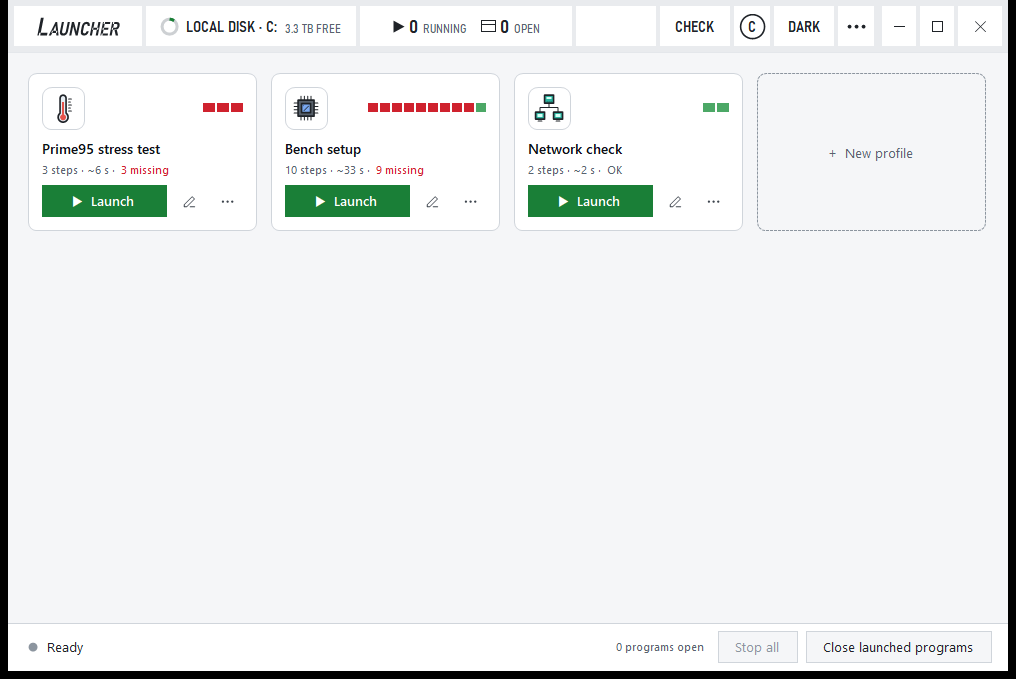 LAUNCHER
LOCAL DISK · C: 3.3 TB FREE
0 RUNNING 0 OPEN
CHECK
C
DARK
Prime95 stress test
3 steps · ~6 s · 3 missing
Launch
Bench setup
10 steps · ~33 s · 9 missing
Launch
Network check
2 steps · ~2 s · OK
Launch
+ New profile
Ready
0 programs open
Stop all
Close launched programs